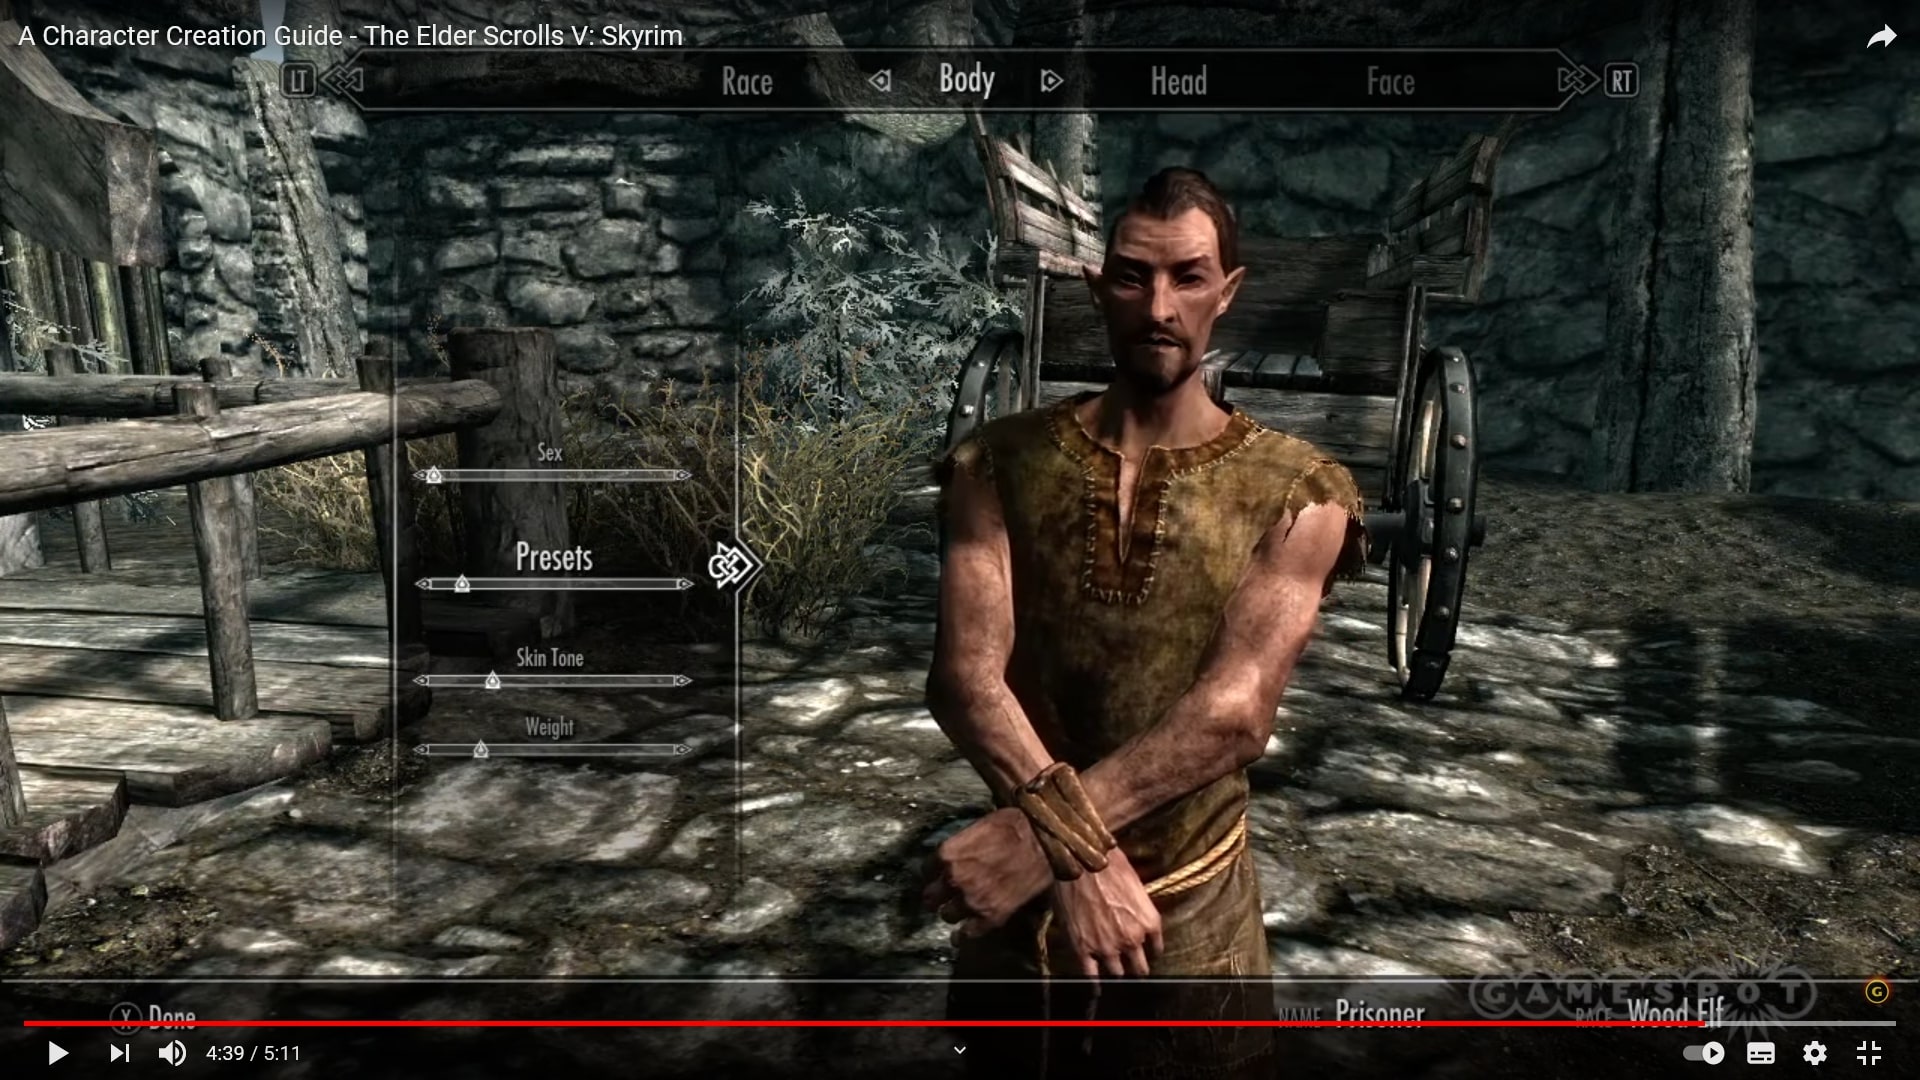 A Character Creation Guide - The Elder Scrolls V: Skyrim
LT Race Body Head Face RT
Sex
Presets
Skin Tone
Weight
GAMESPOT
G
X Done NAME Prisoner RACE Wood Elf
4:39 / 5:11